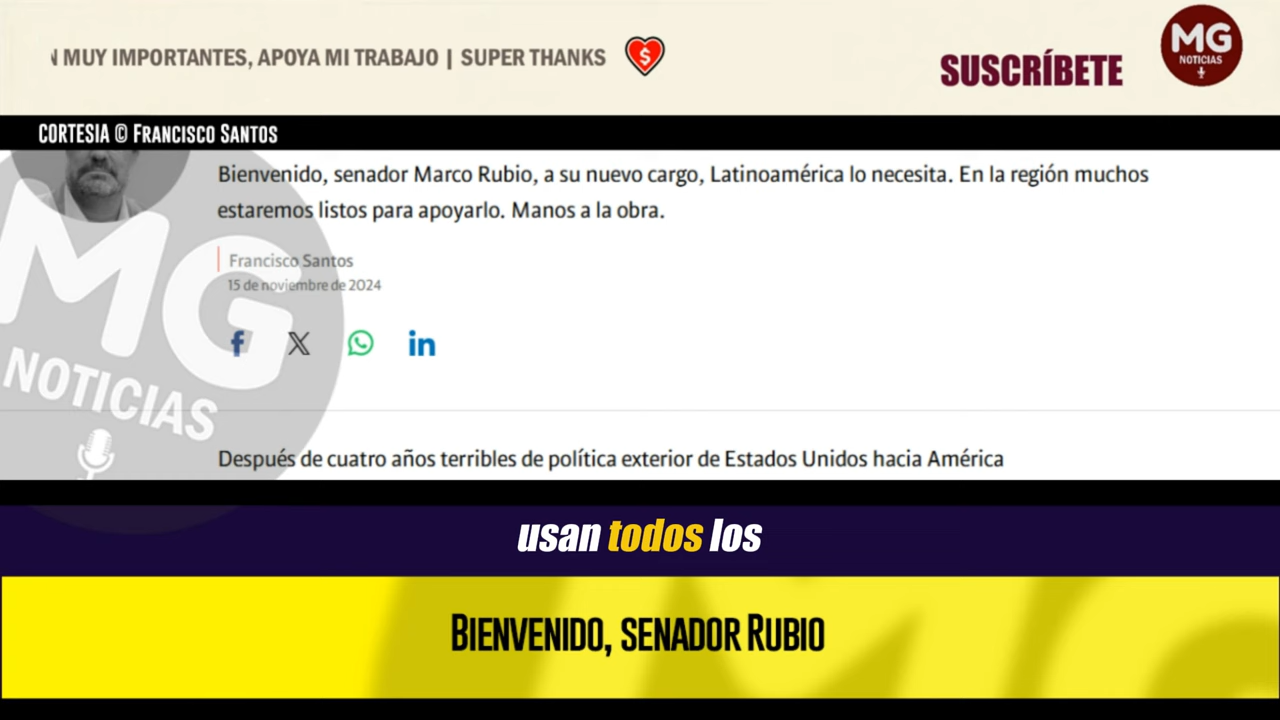 MUY IMPORTANTES, APOYA MI TRABAJO | SUPER THANKS
$
SUSCRÍBETE
MG
NOTICIAS
CORTESIA © FRANCISCO SANTOS
Bienvenido, senador Marco Rubio, a su nuevo cargo, Latinoamérica lo necesita. En la región muchos
estaremos listos para apoyarlo. Manos a la obra.
Francisco Santos
15 de noviembre de 2024
MG
NOTICIAS
Después de cuatro años terribles de política exterior de Estados Unidos hacia América
usan todos los
BIENVENIDO, SENADOR RUBIO